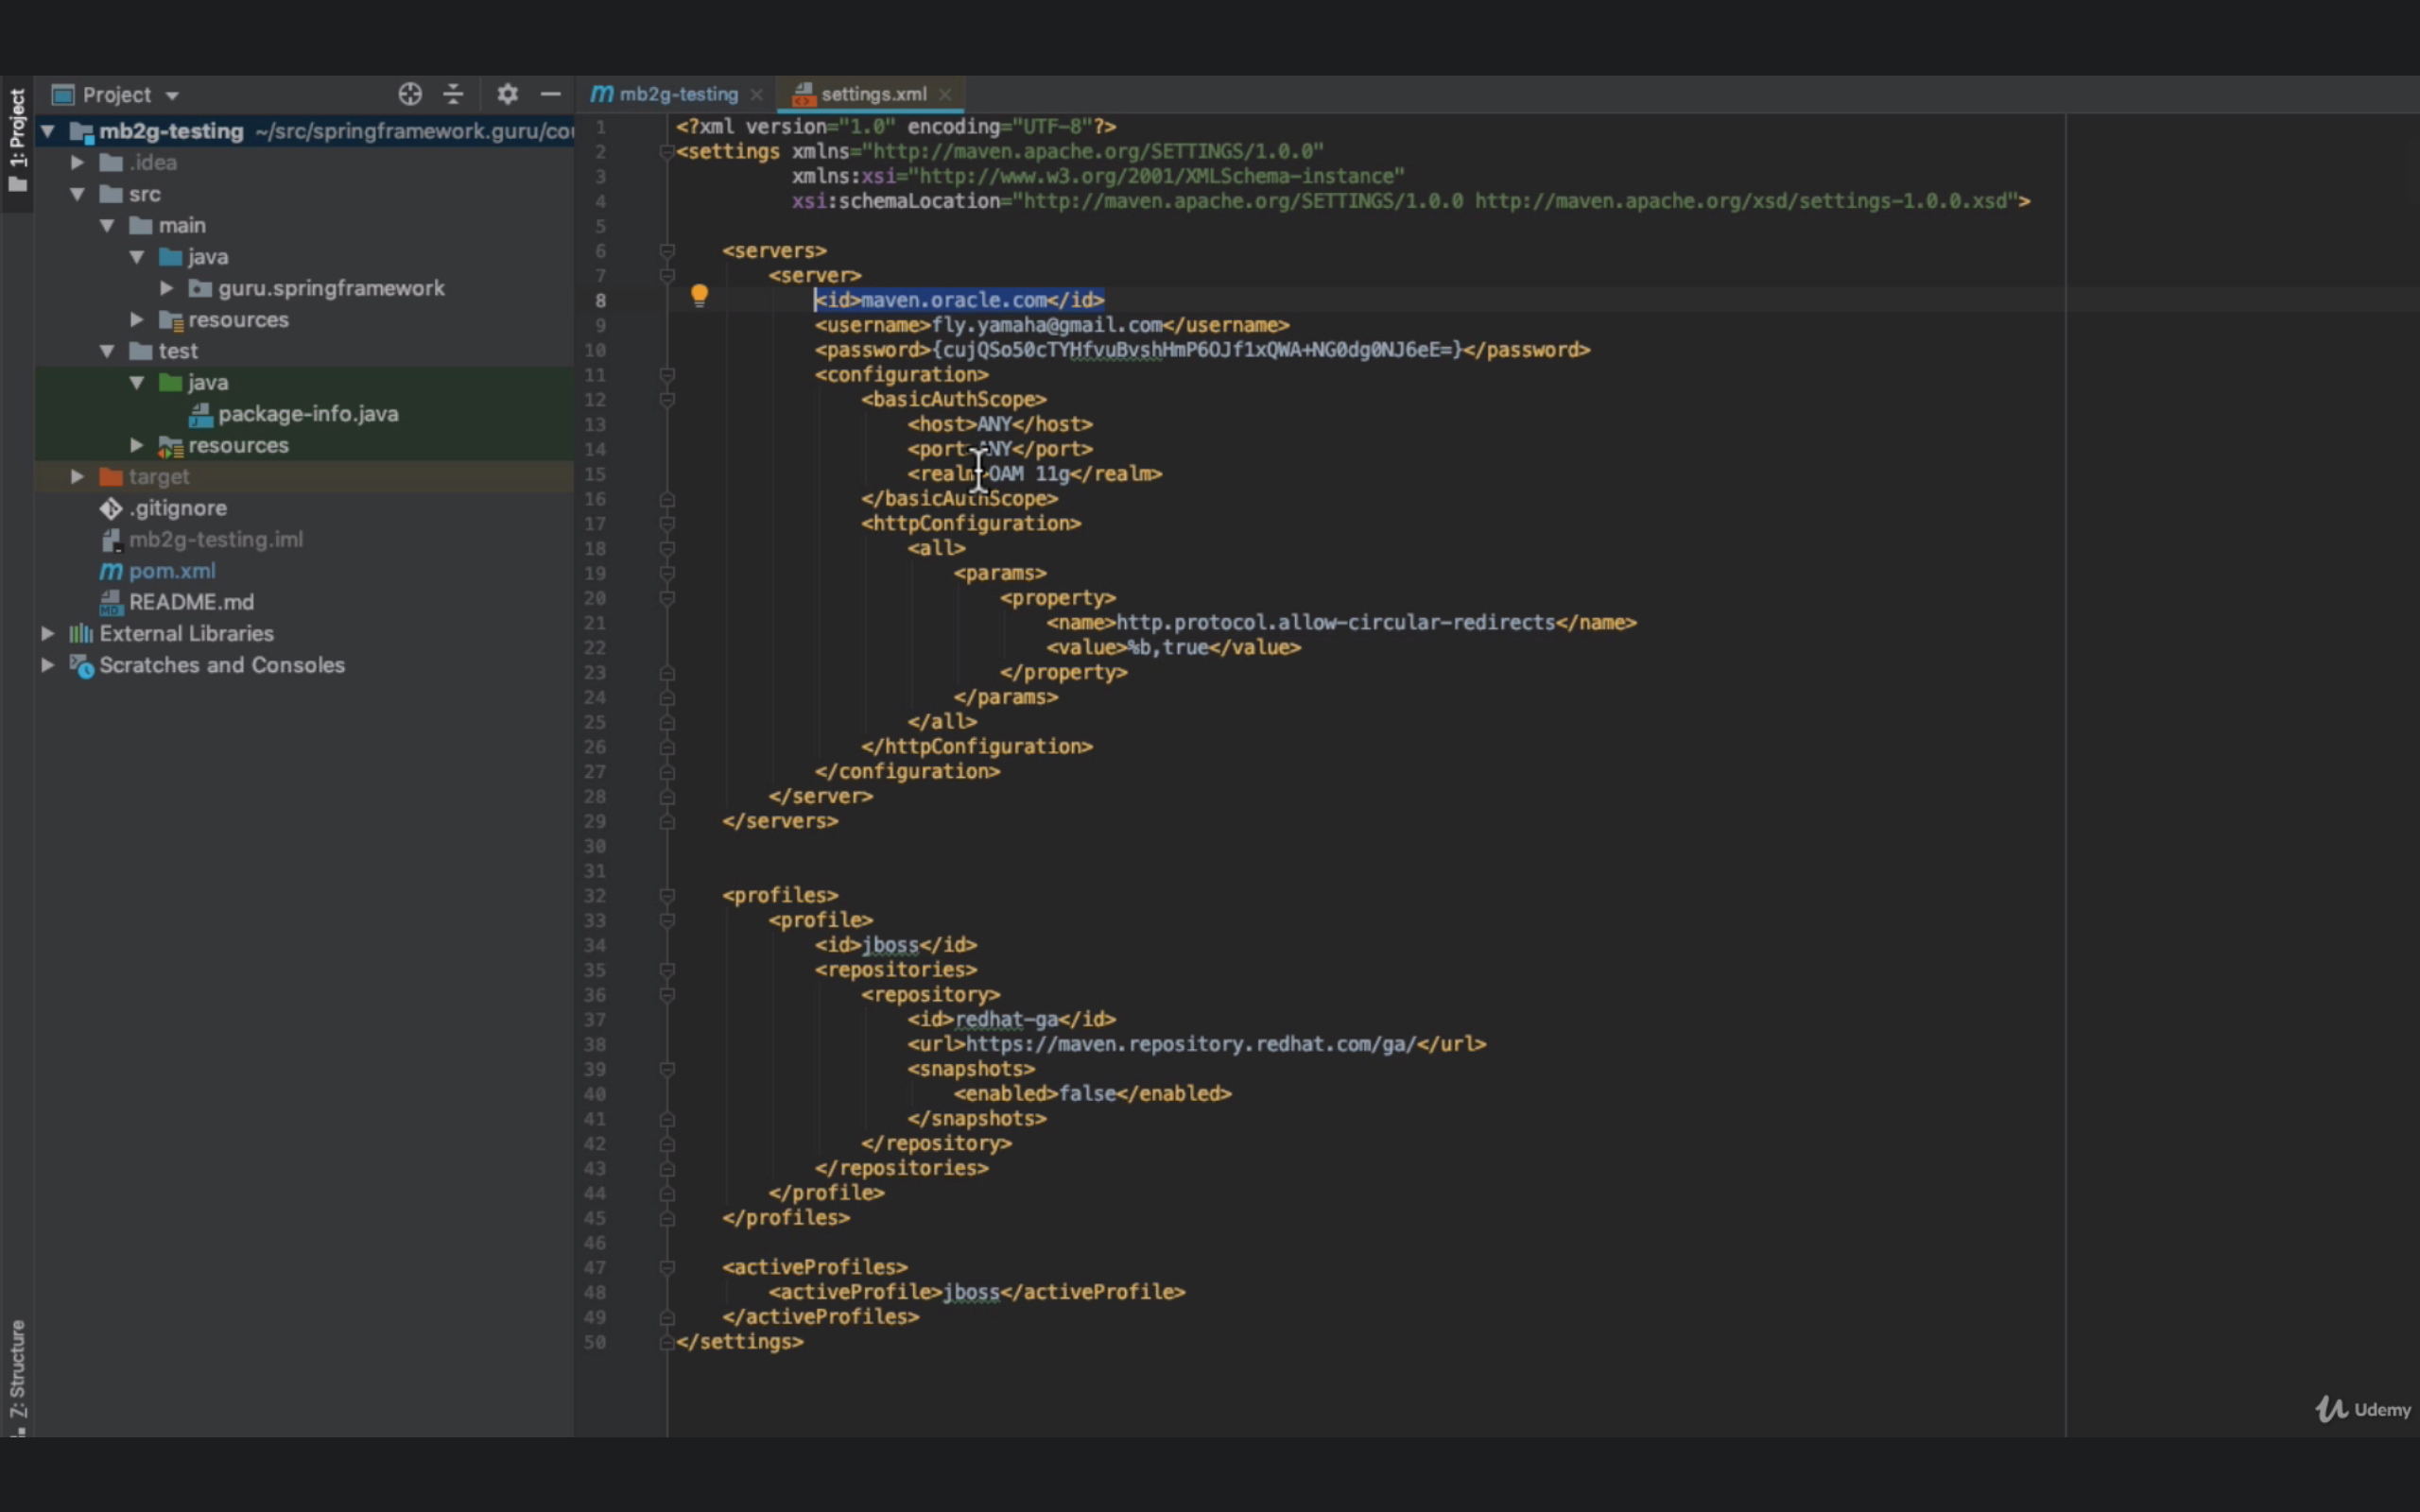 Project
mb2g-testing
settings.xml
1: Project
mb2g-testing ~/src/springframework.guru/cou
.idea
src
main
java
guru.springframework
resources
test
java
package-info.java
resources
target
.gitignore
mb2g-testing.iml
pom.xml
README.md
External Libraries
Scratches and Consoles
Z: Structure
1 <?xml version="1.0" encoding="UTF-8"?>
2 <settings xmlns="http://maven.apache.org/SETTINGS/1.0.0"
3 xmlns:xsi="http://www.w3.org/2001/XMLSchema-instance"
4 xsi:schemaLocation="http://maven.apache.org/SETTINGS/1.0.0 http://maven.apache.org/xsd/settings-1.0.0.xsd">
5
6 <servers>
7 <server>
8 <id>maven.oracle.com</id>
9 <username>fly.yamaha@gmail.com</username>
10 <password>{cujQSo50cTYHfvuBvshHmP6OJf1xQWA+NG0dg0NJ6eE=}</password>
11 <configuration>
12 <basicAuthScope>
13 <host>ANY</host>
14 <port>ANY</port>
15 <realm>OAM 11g</realm>
16 </basicAuthScope>
17 <httpConfiguration>
18 <all>
19 <params>
20 <property>
21 <name>http.protocol.allow-circular-redirects</name>
22 <value>%b,true</value>
23 </property>
24 </params>
25 </all>
26 </httpConfiguration>
27 </configuration>
28 </server>
29 </servers>
30
31
32 <profiles>
33 <profile>
34 <id>jboss</id>
35 <repositories>
36 <repository>
37 <id>redhat-ga</id>
38 <url>https://maven.repository.redhat.com/ga/</url>
39 <snapshots>
40 <enabled>false</enabled>
41 </snapshots>
42 </repository>
43 </repositories>
44 </profile>
45 </profiles>
46
47 <activeProfiles>
48 <activeProfile>jboss</activeProfile>
49 </activeProfiles>
50 </settings>
Udemy